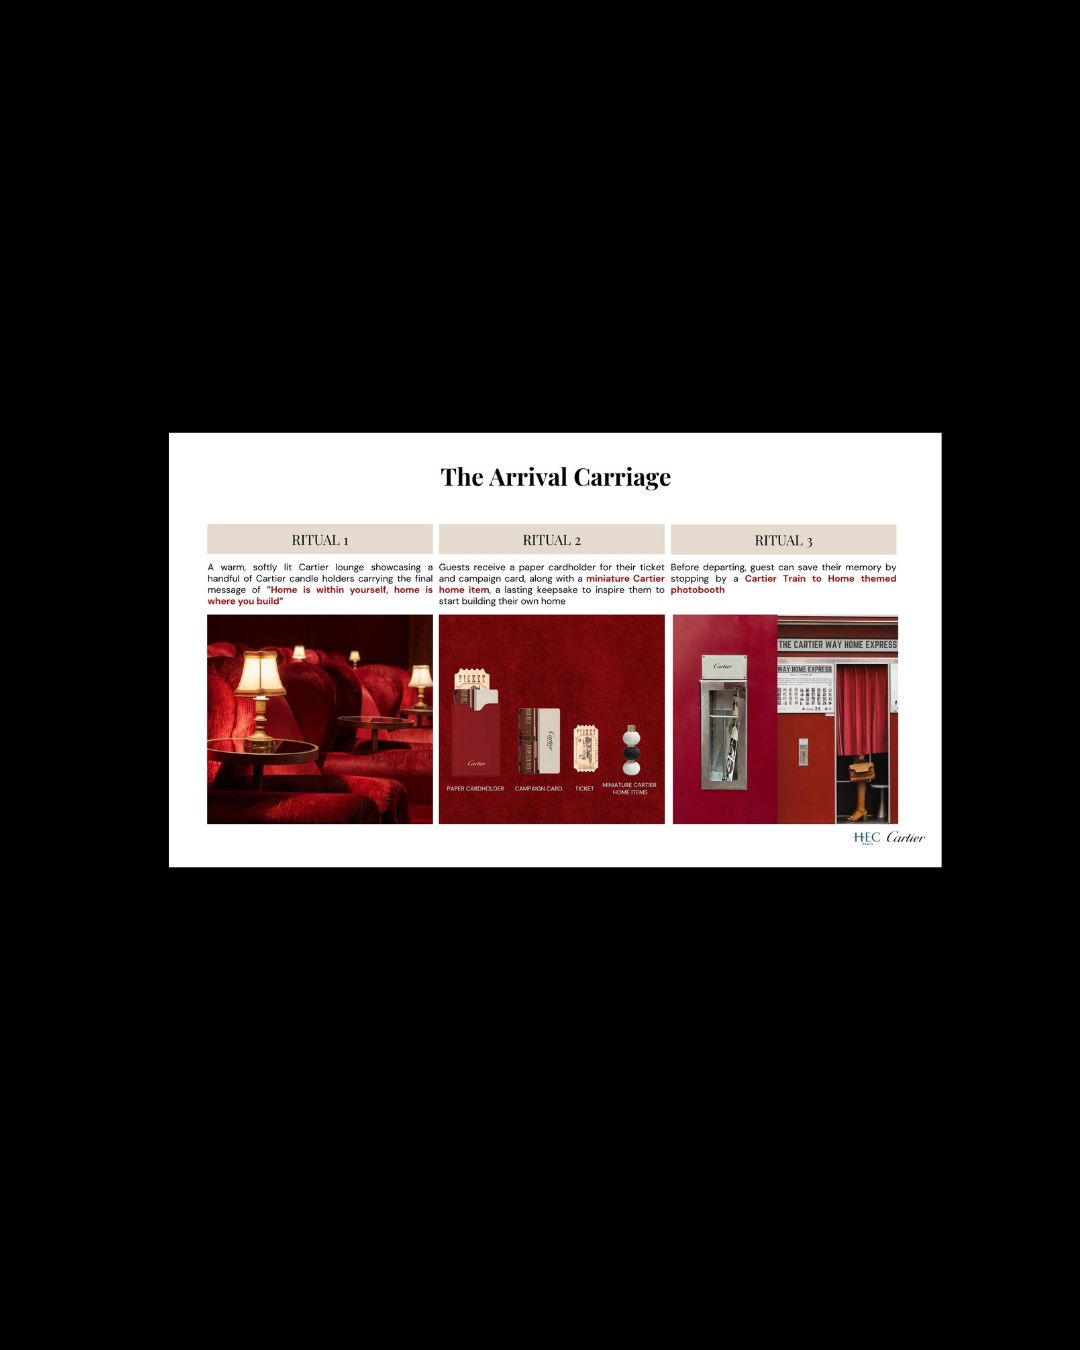 The Arrival Carriage
RITUAL 1
A warm, softly lit Cartier lounge showcasing a
handful of Cartier candle holders carrying the final
message of "Home is within yourself, home is
where you build"
RITUAL 2
Guests receive a paper cardholder for their ticket
and campaign card, along with a miniature Cartier
home item, a lasting keepsake to inspire them to
start building their own home
RITUAL 3
Before departing, guest can save their memory by
stopping by a Cartier Train to Home themed
photobooth
TICKET
Cartier
Cartier
TICKET
PAPER CARDHOLDER
CAMPAIGN CARD
TICKET
MINIATURE CARTIER
HOME ITEMS
Cartier
THE CARTIER WAY HOME EXPRESS
WAY HOME EXPRESS
HEC
PARIS
Cartier